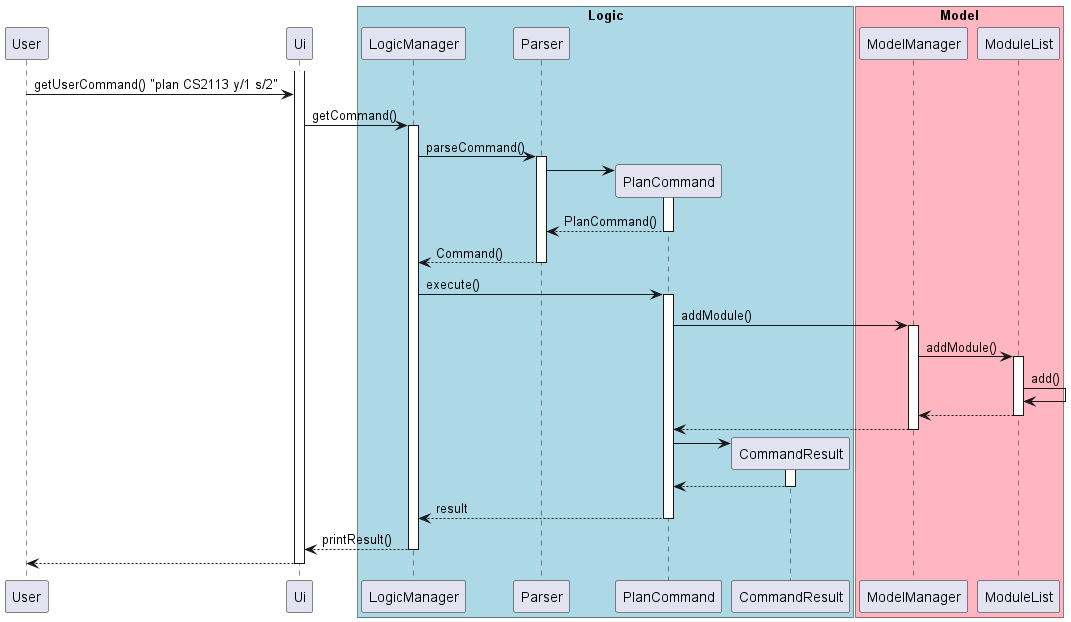 Logic
Model
User
Ui
LogicManager
Parser
ModelManager
ModuleList
getUserCommand() "plan CS2113 y/1 s/2"
getCommand()
parseCommand()
PlanCommand
PlanCommand()
Command()
execute()
addModule()
addModule()
add()
CommandResult
result
printResult()
User
Ui
LogicManager
Parser
PlanCommand
CommandResult
ModelManager
ModuleList